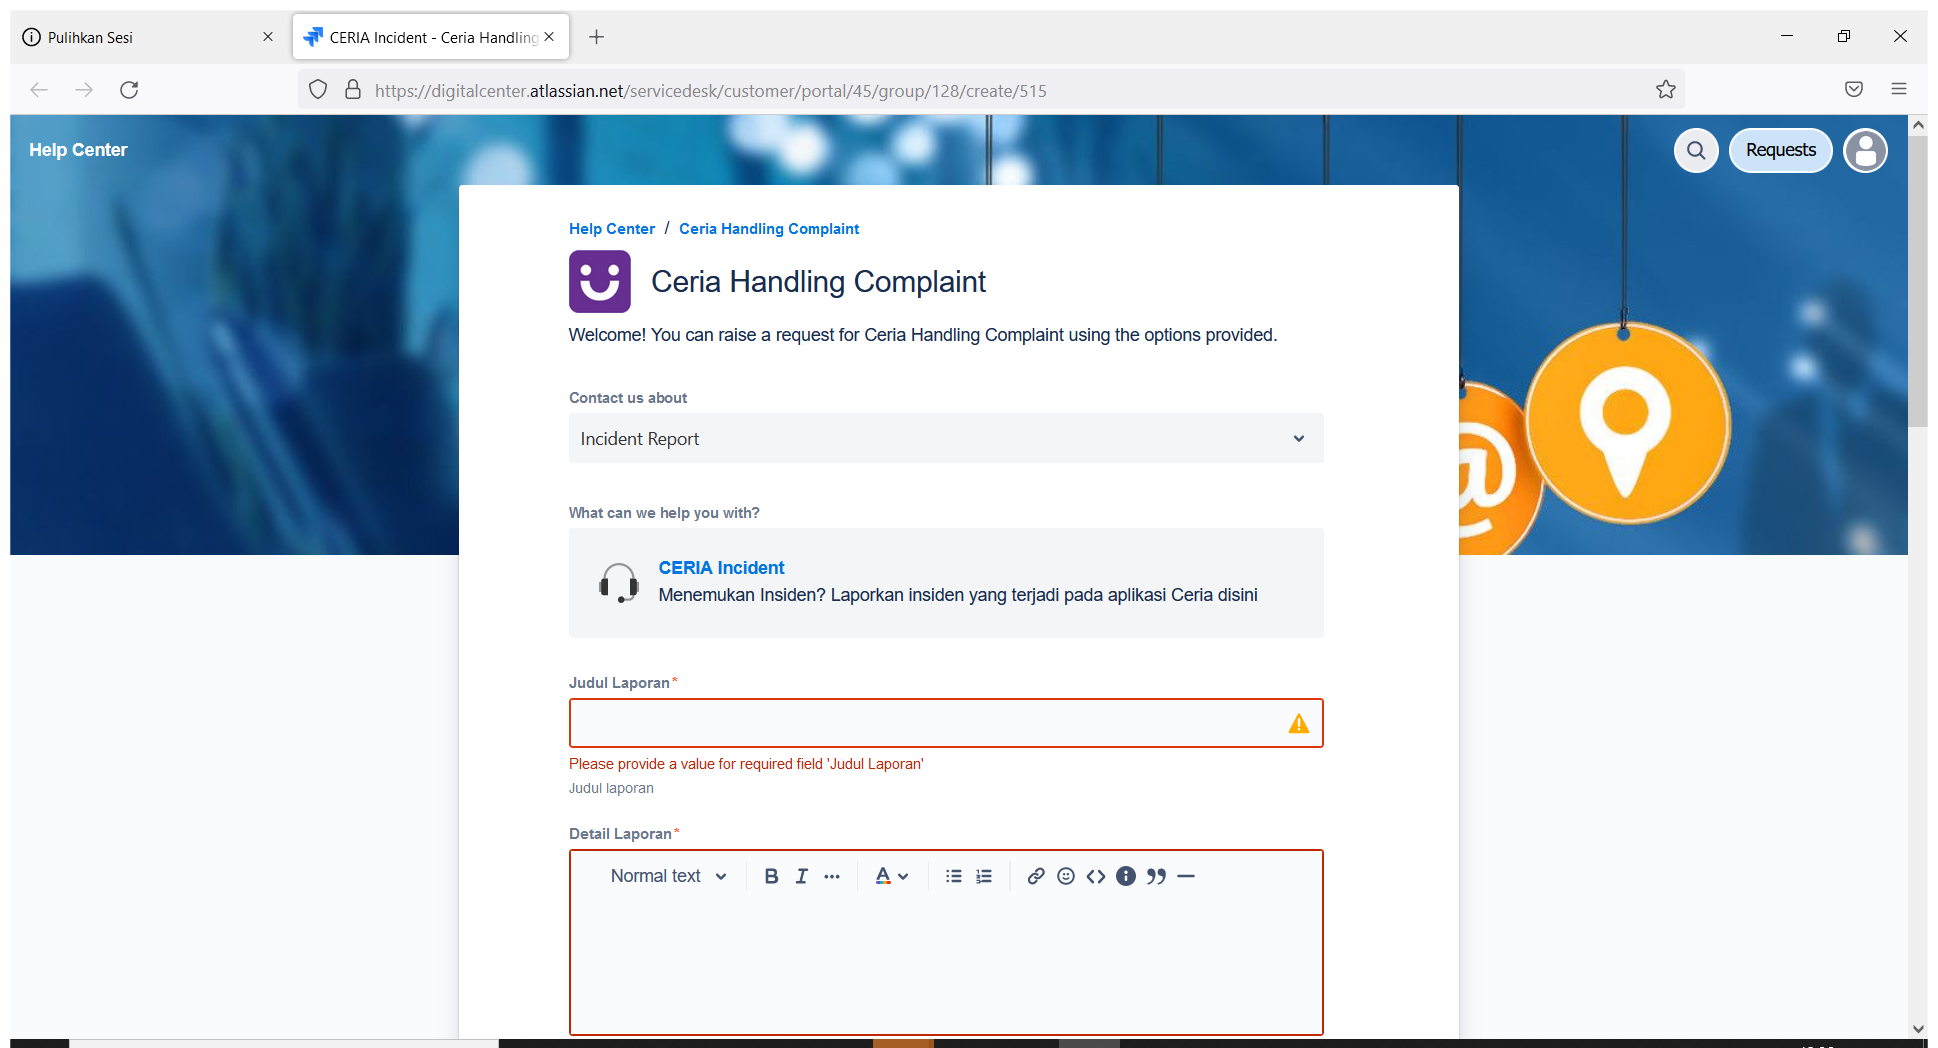 Pulihkan Sesi
CERIA Incident - Ceria Handling
https://digitalcenter.atlassian.net/servicedesk/customer/portal/45/group/128/create/515
Help Center
Requests
Help Center / Ceria Handling Complaint
Ceria Handling Complaint
Welcome! You can raise a request for Ceria Handling Complaint using the options provided.
Contact us about
Incident Report
What can we help you with?
CERIA Incident
Menemukan Insiden? Laporkan insiden yang terjadi pada aplikasi Ceria disini
Judul Laporan*
Please provide a value for required field 'Judul Laporan'
Judul laporan
Detail Laporan*
Normal text